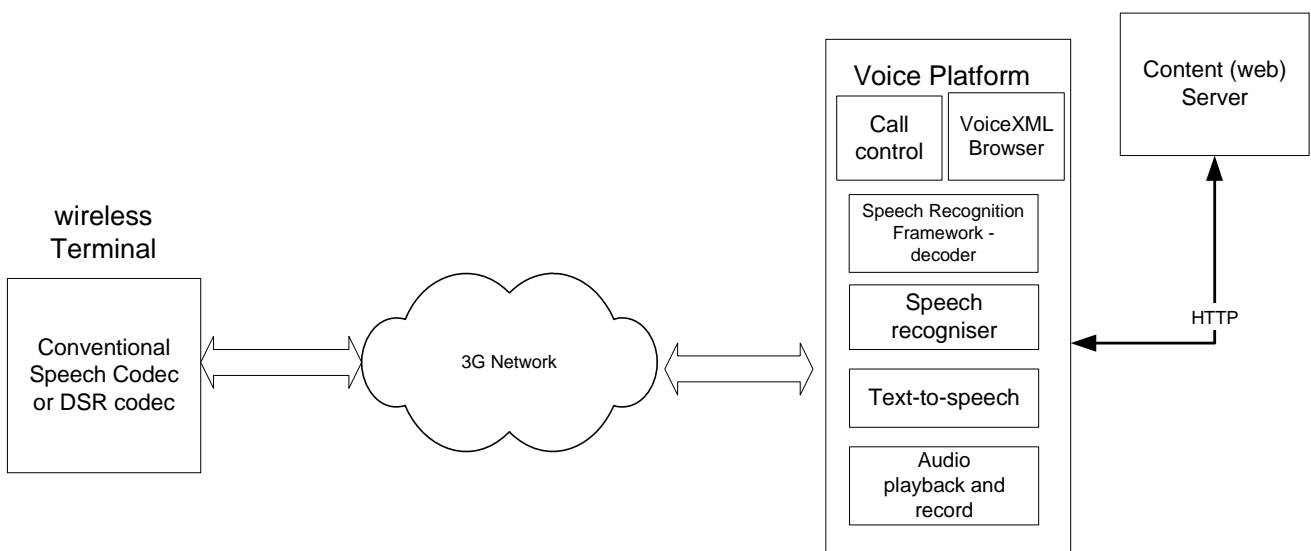 wireless
Terminal
Conventional
Speech Codec
or DSR codec
3G Network
Voice Platform
Call
control
VoiceXML
Browser
Speech Recognition
Framework -
decoder
Speech
recogniser
Text-to-speech
Audio
playback and
record
Content (web)
Server
HTTP